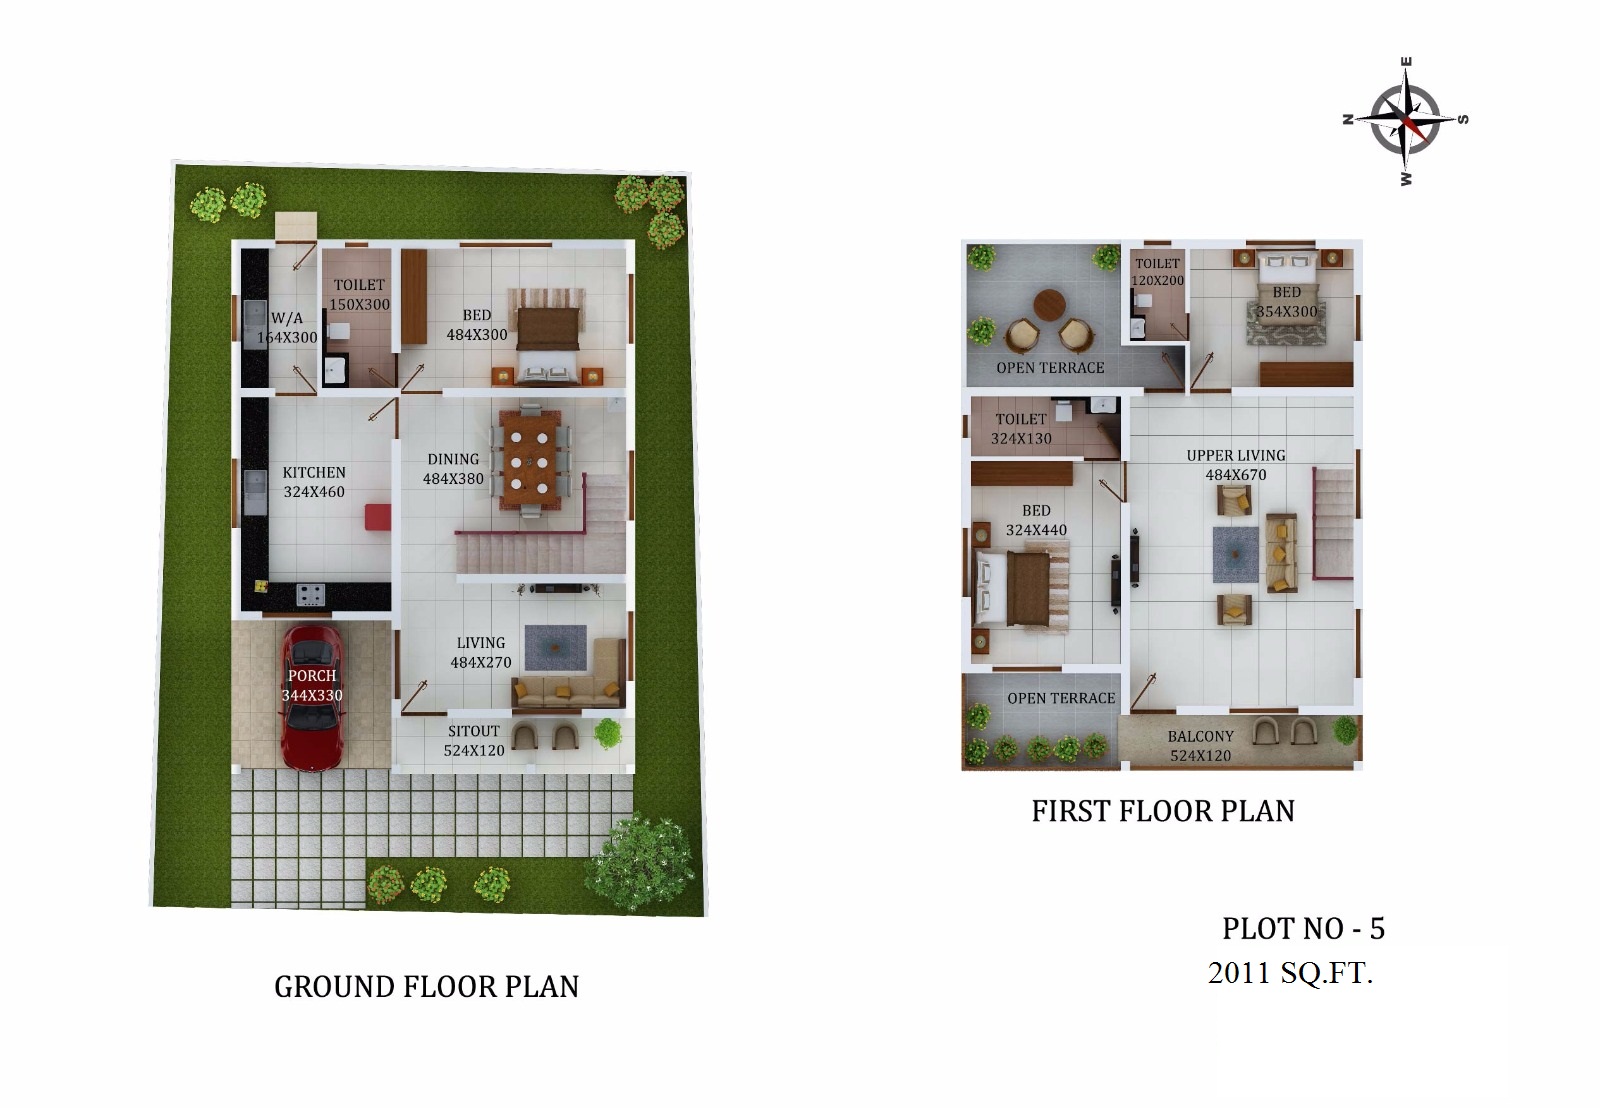 E
N
S
W
TOILET
150X300
W/A
164X300
BED
484X300
KITCHEN
324X460
DINING
484X380
LIVING
484X270
PORCH
344X330
SITOUT
524X120
GROUND FLOOR PLAN
TOILET
120X200
BED
354X300
OPEN TERRACE
TOILET
324X130
UPPER LIVING
484X670
BED
324X440
OPEN TERRACE
BALCONY
524X120
FIRST FLOOR PLAN
PLOT NO - 5
2011 SQ.FT.